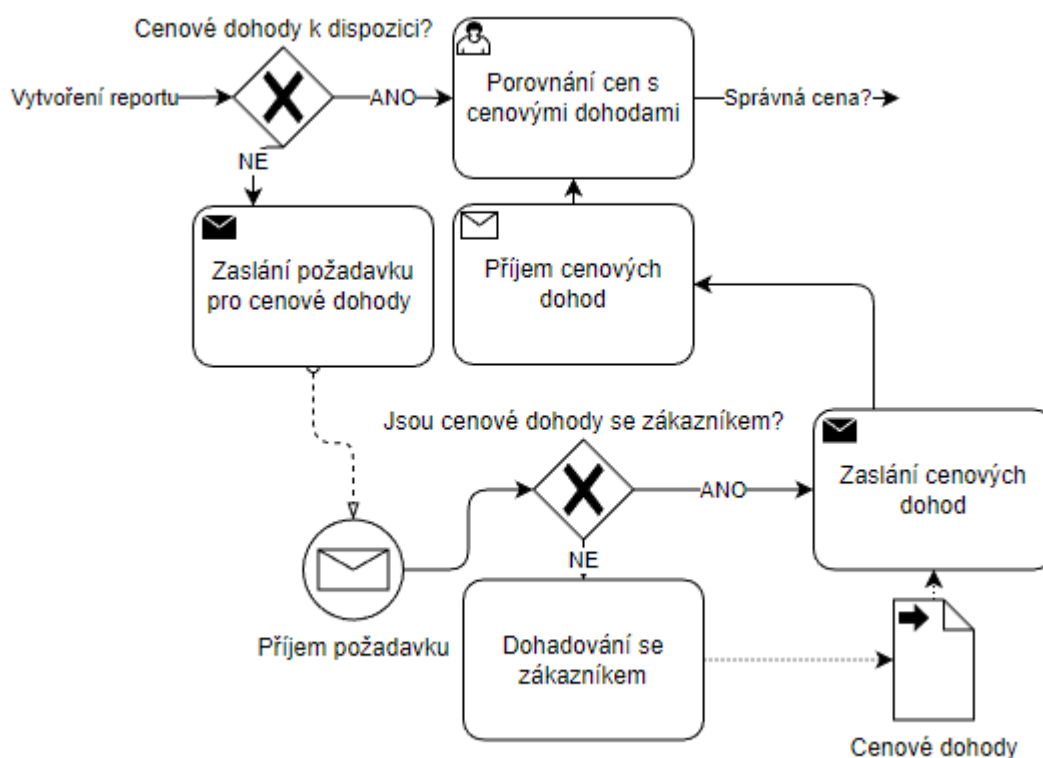 Cenové dohody k dispozici?
Vytvoření reportu
ANO
Porovnání cen s
cenovými dohodami
Správná cena?
NE
Zaslání požadavku
pro cenové dohody
Příjem cenových
dohod
Jsou cenové dohody se zákazníkem?
ANO
Zaslání cenových
dohod
NE
Příjem požadavku
Dohadování se
zákazníkem
Cenové dohody